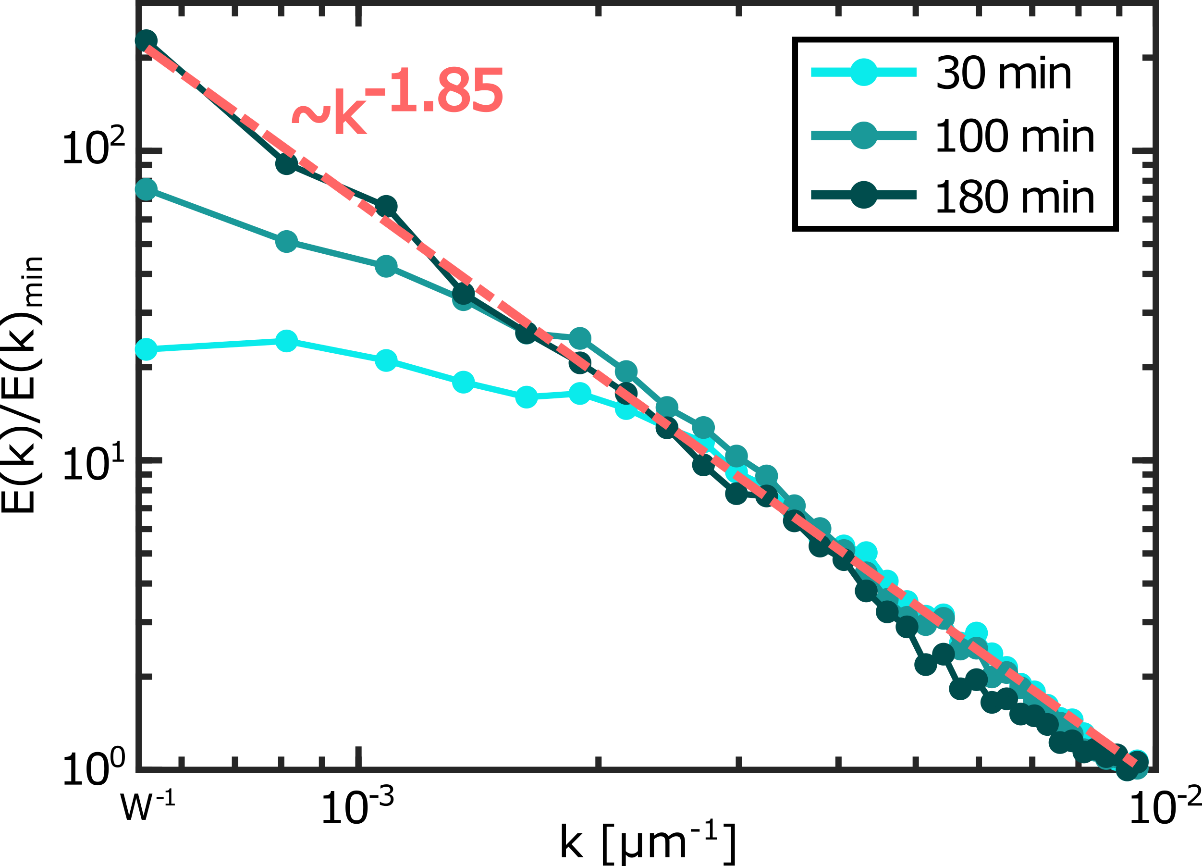 30 min
100 min
180 min
~k^-1.85
10^2
10^1
10^0
E(k)/E(k)_min
W^-1
10^-3
10^-2
k [μm^-1]